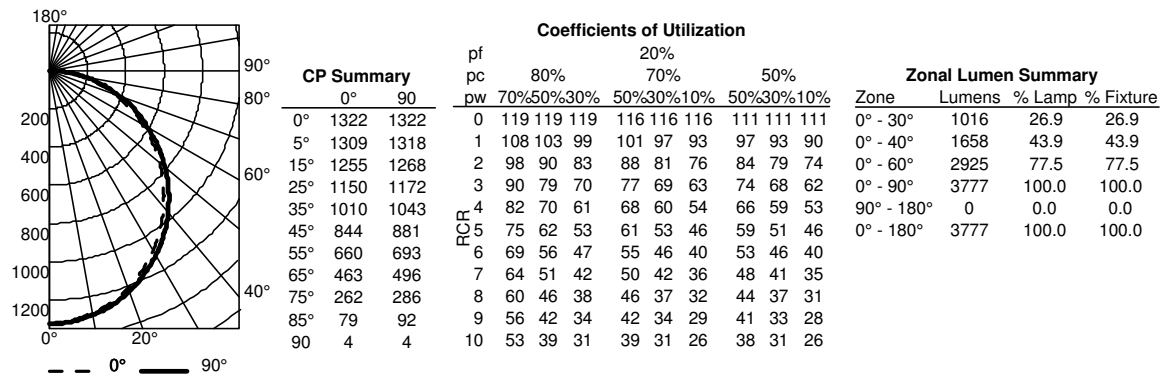 180°
90°
80°
60°
40°
200
400
600
800
1000
1200
0° 20°
0° 90°
CP Summary
0° 90
0° 1322 1322
5° 1309 1318
15° 1255 1268
25° 1150 1172
35° 1010 1043
45° 844 881
55° 660 693
65° 463 496
75° 262 286
85° 79 92
90 4 4
Coefficients of Utilization
pf 20%
pc 80% 70% 50%
pw 70%50%30% 50%30%10% 50%30%10%
RCR
0 119 119 119 116 116 116 111 111 111
1 108 103 99 101 97 93 97 93 90
2 98 90 83 88 81 76 84 79 74
3 90 79 70 77 69 63 74 68 62
4 82 70 61 68 60 54 66 59 53
5 75 62 53 61 53 46 59 51 46
6 69 56 47 55 46 40 53 46 40
7 64 51 42 50 42 36 48 41 35
8 60 46 38 46 37 32 44 37 31
9 56 42 34 42 34 29 41 33 28
10 53 39 31 39 31 26 38 31 26
Zonal Lumen Summary
Zone Lumens % Lamp % Fixture
0° - 30° 1016 26.9 26.9
0° - 40° 1658 43.9 43.9
0° - 60° 2925 77.5 77.5
0° - 90° 3777 100.0 100.0
90° - 180° 0 0.0 0.0
0° - 180° 3777 100.0 100.0